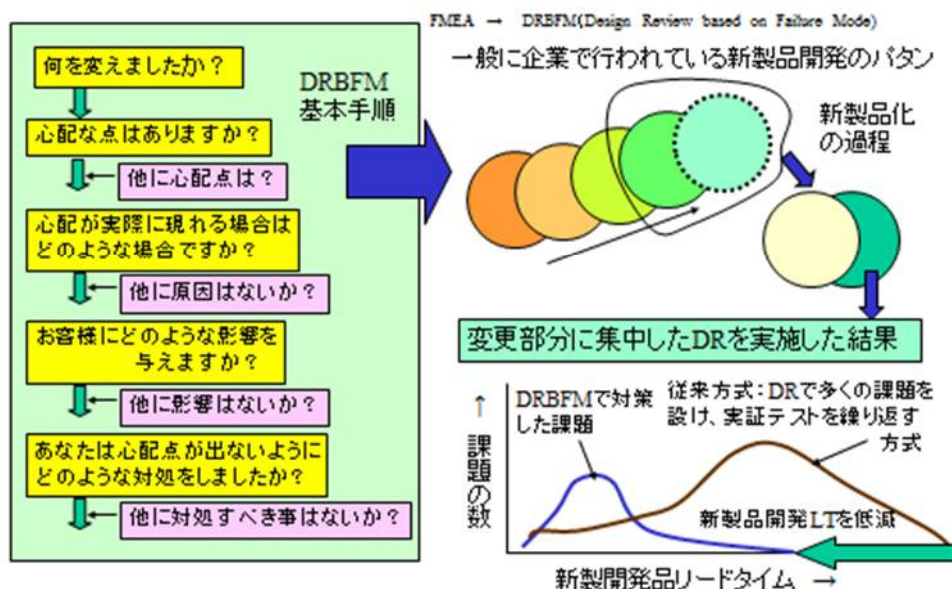 FMEA → DRBFM(Design Review based on Failure Mode)
何を変えましたか？
DRBFM
基本手順
心配な点はありますか？
他に心配点は？
心配が実際に現れる場合は
どのような場合ですか？
他に原因はないか？
お客様にどのような影響を
与えますか？
他に影響はないか？
あなたは心配点が出ないように
どのような対処をしましたか？
他に対処すべき事はないか？
一般に企業で行われている新製品開発のパタン
新製品化
の過程
変更部分に集中したDRを実施した結果
↑
課題の数
DRBFMで対策
した課題
従来方式：DRで多くの課題を
設け、実証テストを繰り返す
方式
新製品開発LTを低減
新製開発品リードタイム →